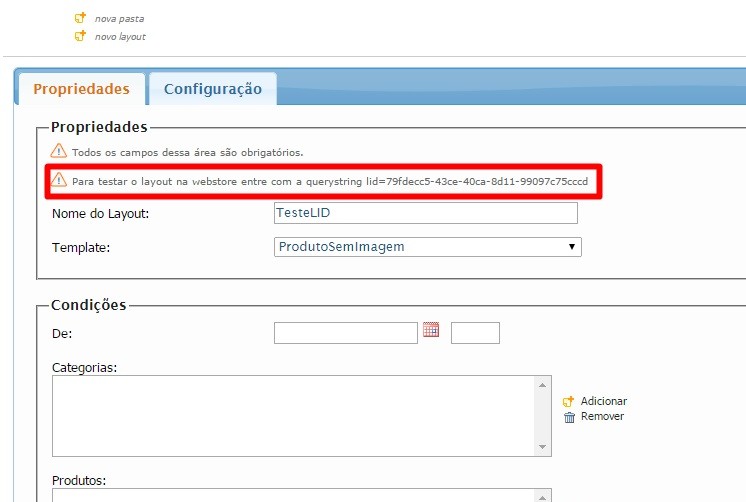 nova pasta
novo layout
Propriedades
Configuração
Propriedades
Todos os campos dessa área são obrigatórios.
Para testar o layout na webstore entre com a querystring lid=79fdecc5-43ce-40ca-8d11-99097c75cccd
Nome do Layout: TesteLID
Template: ProdutoSemImagem
Condições
De:
Categorias:
Adicionar
Remover
Produtos: